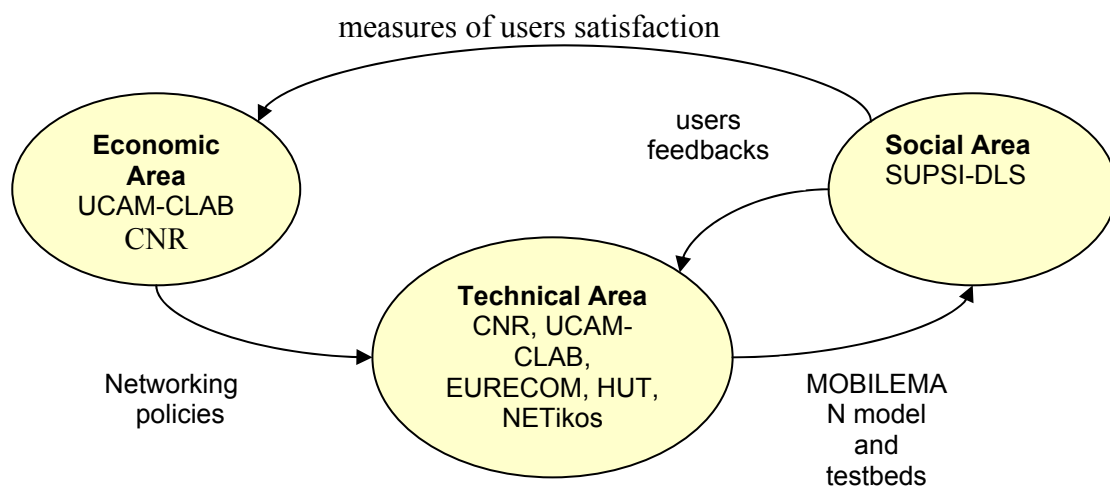 measures of users satisfaction
Economic
Area
UCAM-CLAB
CNR
users
feedbacks
Social Area
SUPSI-DLS
Networking
policies
Technical Area
CNR, UCAM-
CLAB,
EURECOM, HUT,
NETikos
MOBILEMA
N model
and
testbeds